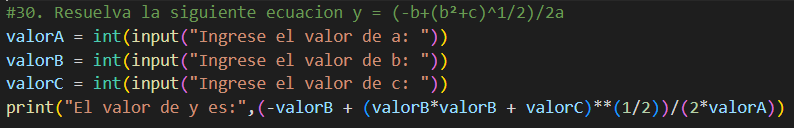 #30. Resuelva la siguiente ecuacion y = (-b+(b²+c)^1/2)/2a
valorA = int(input("Ingrese el valor de a: "))
valorB = int(input("Ingrese el valor de b: "))
valorC = int(input("Ingrese el valor de c: "))
print("El valor de y es:",(-valorB + (valorB*valorB + valorC)**(1/2))/(2*valorA))